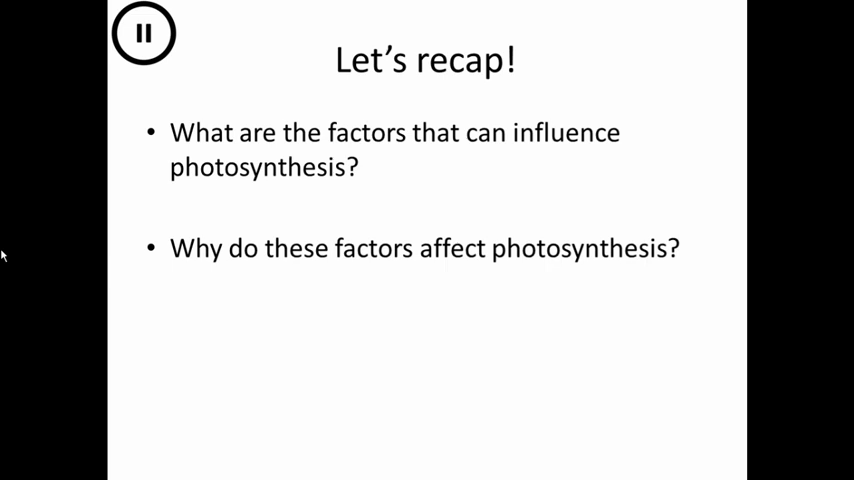 Let's recap!
• What are the factors that can influence
photosynthesis?
• Why do these factors affect photosynthesis?